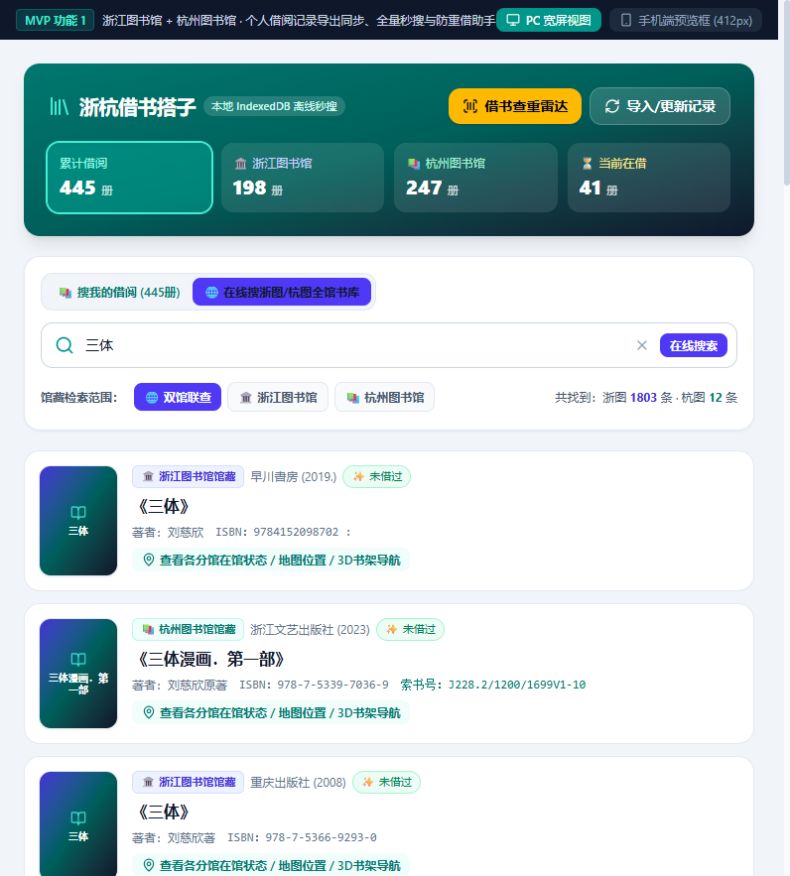 MVP 功能 1 浙江图书馆 + 杭州图书馆 · 个人借阅记录导出同步、全量秒搜与防重借助手 PC 宽屏视图 手机端预览框 (412px)
浙杭借书搭子 本地 IndexedDB 离线秒搜 借书查重雷达 导入/更新记录
累计借阅 浙江图书馆 杭州图书馆 当前在借
445 册 198 册 247 册 41 册
搜我的借阅 (445册) 在线搜浙图/杭图全馆书库
三体 在线搜索
馆藏检索范围： 双馆联查 浙江图书馆 杭州图书馆 共找到：浙图 1803 条 · 杭图 12 条
浙江图书馆馆藏 早川書房 (2019.) 未借过
《三体》
三体
著者：刘慈欣 ISBN: 9784152098702 :
查看各分馆在馆状态 / 地图位置 / 3D书架导航
杭州图书馆馆藏 浙江文艺出版社 (2023) 未借过
《三体漫画．第一部》
三体漫画．第
一部
著者：刘慈欣原著 ISBN: 978-7-5339-7036-9 索书号: J228.2/1200/1699V1-10
查看各分馆在馆状态 / 地图位置 / 3D书架导航
浙江图书馆馆藏 重庆出版社 (2008) 未借过
《三体》
三体
著者：刘慈欣著 ISBN: 978-7-5366-9293-0
查看各分馆在馆状态 / 地图位置 / 3D书架导航